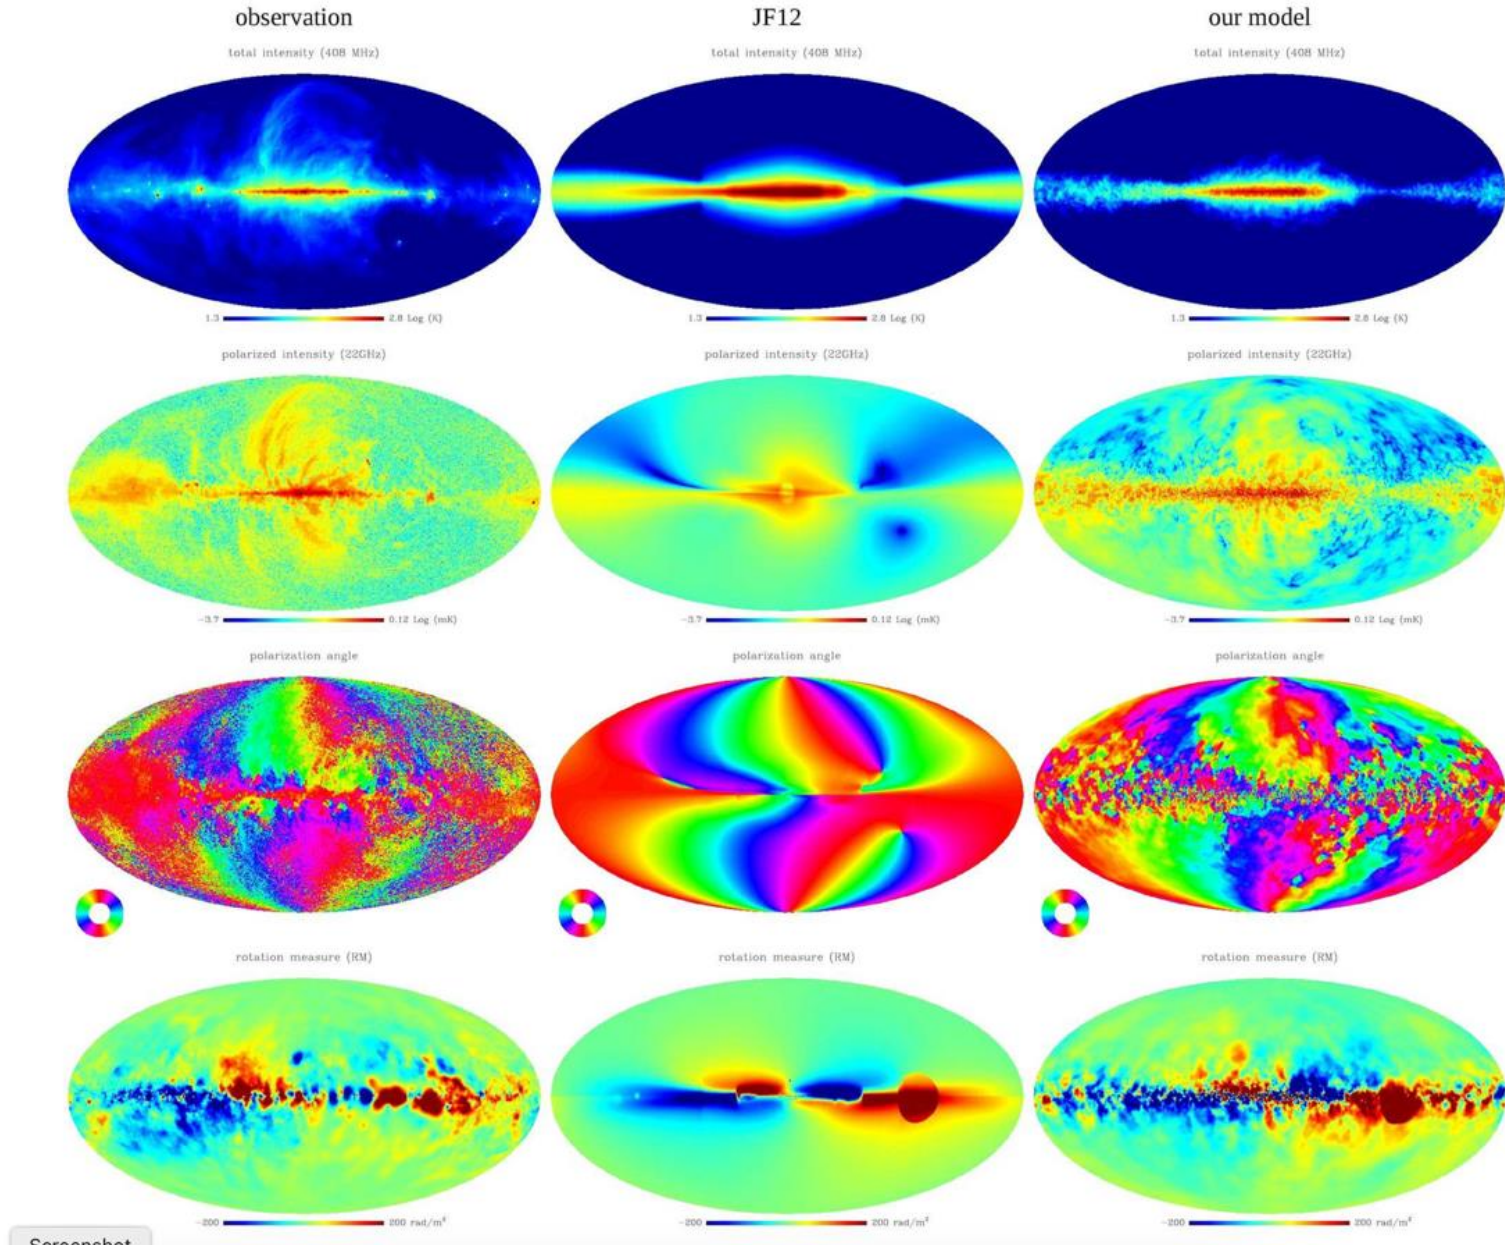 observation JF12 our model
total intensity (408 MHz) total intensity (408 MHz) total intensity (408 MHz)
1.3 2.8 Log (K) 1.3 2.8 Log (K) 1.3 2.8 Log (K)
polarized intensity (22GHz) polarized intensity (22GHz) polarized intensity (22GHz)
-3.7 0.12 Log (mK) -3.7 0.12 Log (mK) -3.7 0.12 Log (mK)
polarization angle polarization angle polarization angle
rotation measure (RM) rotation measure (RM) rotation measure (RM)
-200 200 rad/m² -200 200 rad/m² -200 200 rad/m²
Screenshot